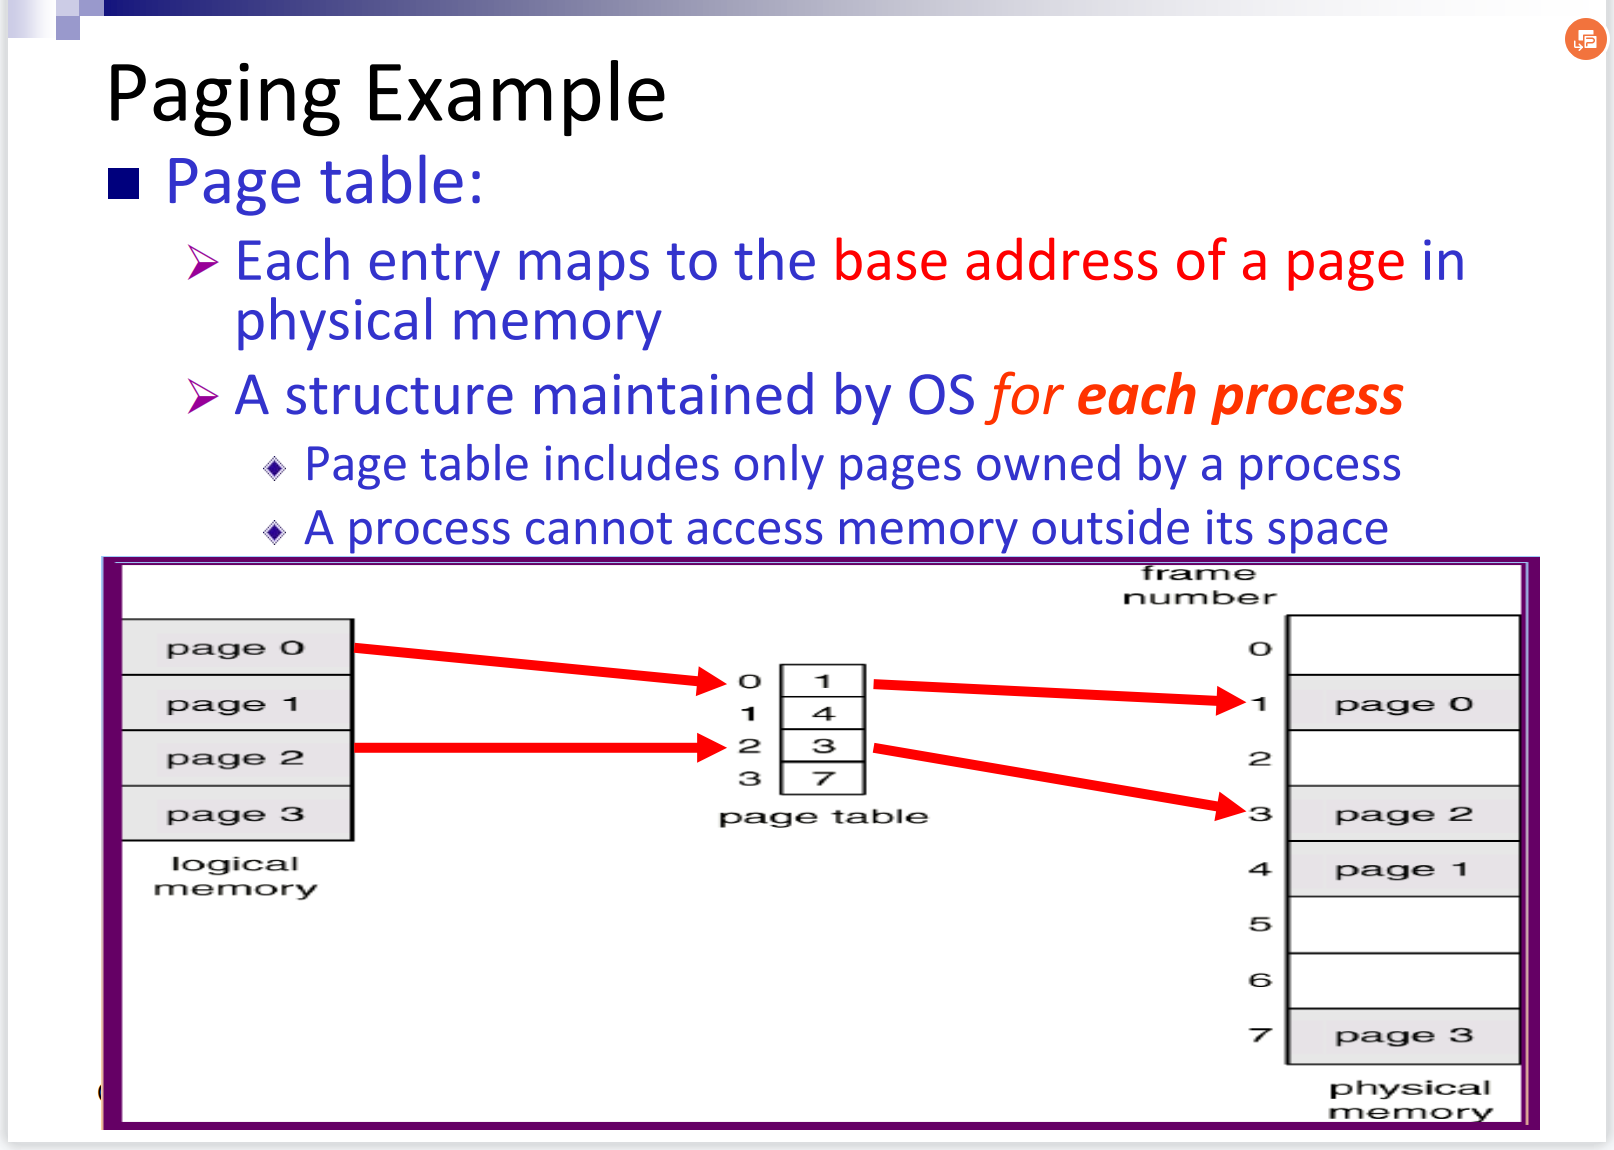 Paging Example
Page table:
Each entry maps to the base address of a page in
physical memory
A structure maintained by OS for each process
Page table includes only pages owned by a process
A process cannot access memory outside its space
frame
number
page 0
page 1
page 2
page 3
logical
memory
0 1
1 4
2 3
3 7
page table
0
1 page 0
2
3 page 2
4 page 1
5
6
7 page 3
physical
memory